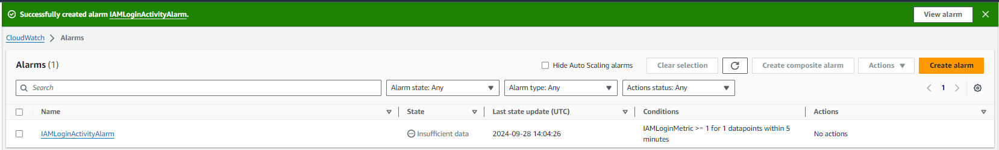 Successfully created alarm IAMLoginActivityAlarm.
View alarm
CloudWatch > Alarms
Alarms (1)
Hide Auto Scaling alarms
Clear selection
Create composite alarm
Actions
Create alarm
Search
Alarm state: Any
Alarm type: Any
Actions status: Any
1
Name
State
Last state update (UTC)
Conditions
Actions
IAMLoginActivityAlarm
Insufficient data
2024-09-28 14:04:26
IAMLoginMetric >= 1 for 1 datapoints within 5
minutes
No actions